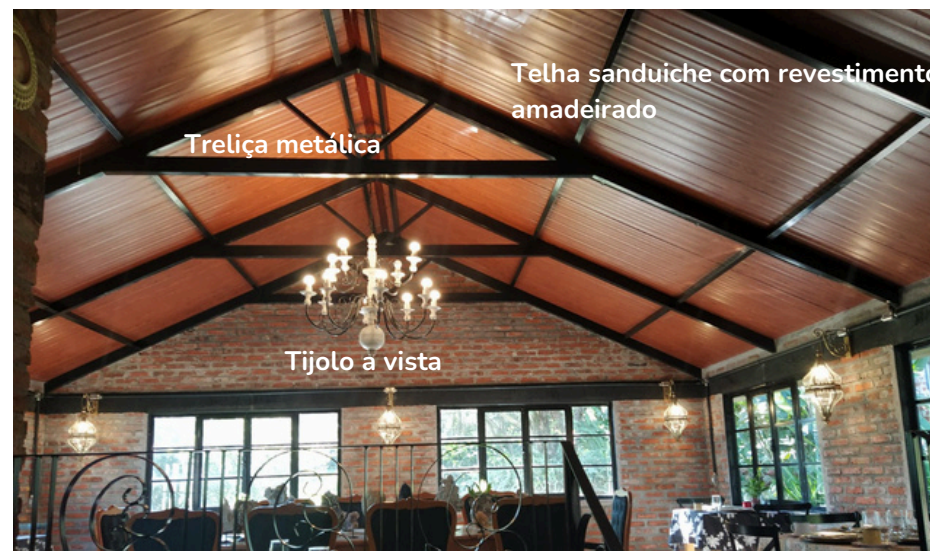 Telha sanduiche com revestimento
amadeirado
Treliça metálica
Tijolo a vista